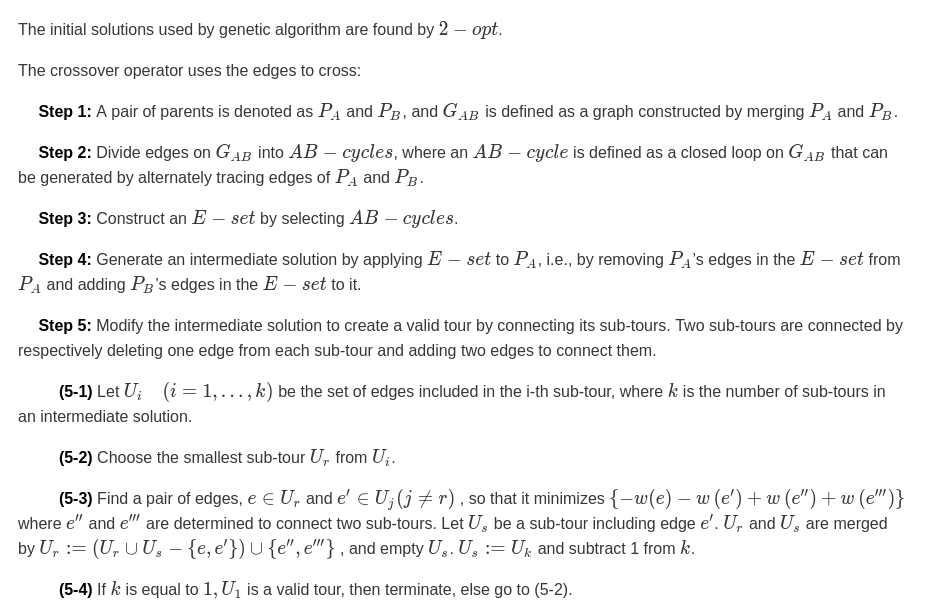 The initial solutions used by genetic algorithm are found by 2 − opt.
The crossover operator uses the edges to cross:
Step 1: A pair of parents is denoted as P_A and P_B, and G_AB is defined as a graph constructed by merging P_A and P_B.
Step 2: Divide edges on G_AB into AB − cycles, where an AB − cycle is defined as a closed loop on G_AB that can
be generated by alternately tracing edges of P_A and P_B.
Step 3: Construct an E − set by selecting AB − cycles.
Step 4: Generate an intermediate solution by applying E − set to P_A, i.e., by removing P_A's edges in the E − set from
P_A and adding P_B's edges in the E − set to it.
Step 5: Modify the intermediate solution to create a valid tour by connecting its sub-tours. Two sub-tours are connected by
respectively deleting one edge from each sub-tour and adding two edges to connect them.
(5-1) Let U_i (i = 1, . . . , k) be the set of edges included in the i-th sub-tour, where k is the number of sub-tours in
an intermediate solution.
(5-2) Choose the smallest sub-tour U_r from U_i.
(5-3) Find a pair of edges, e ∈ U_r and e′ ∈ U_j(j ≠ r) , so that it minimizes {−w(e) − w (e′) + w (e″) + w (e‴)}
where e″ and e‴ are determined to connect two sub-tours. Let U_s be a sub-tour including edge e′. U_r and U_s are merged
by U_r := (U_r ∪ U_s − {e, e′}) ∪ {e″, e‴} , and empty U_s. U_s := U_k and subtract 1 from k.
(5-4) If k is equal to 1, U_1 is a valid tour, then terminate, else go to (5-2).